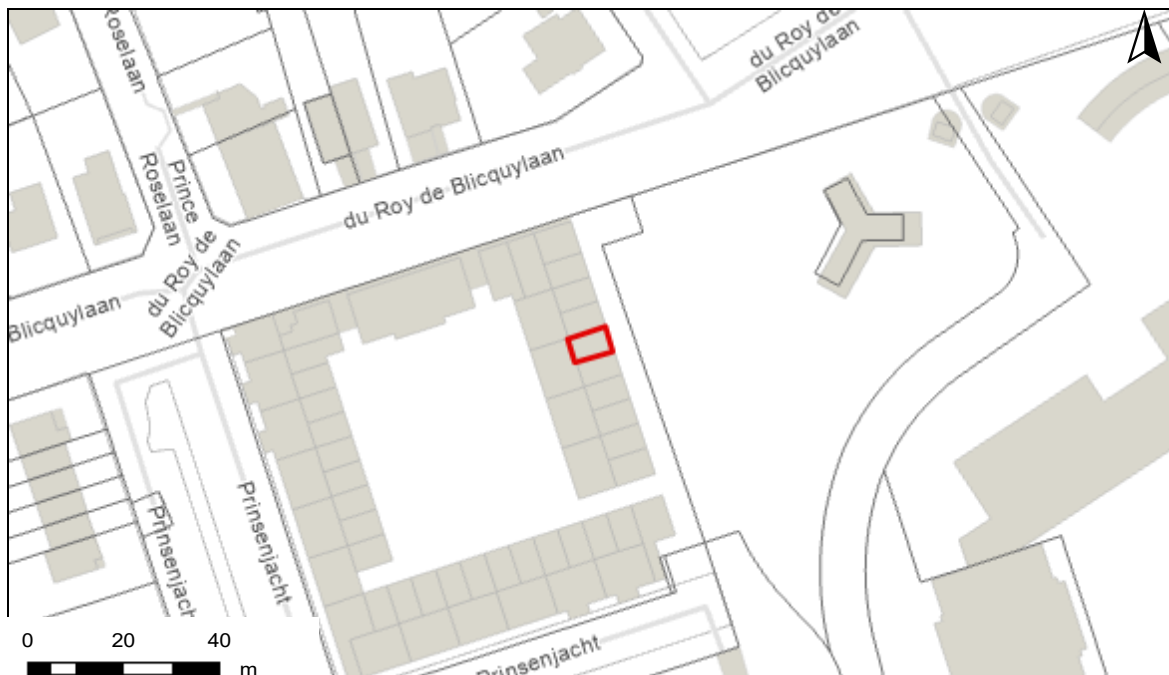 Roselaan
du Roy du
Blicquylaan
Prince
Roselaan
du Roy de Blicquylaan
du Roy de
Blicquylaan
Blicquylaan
Prinsenjacht
Prinsenjacht
Prinsenjacht
0 20 40
m